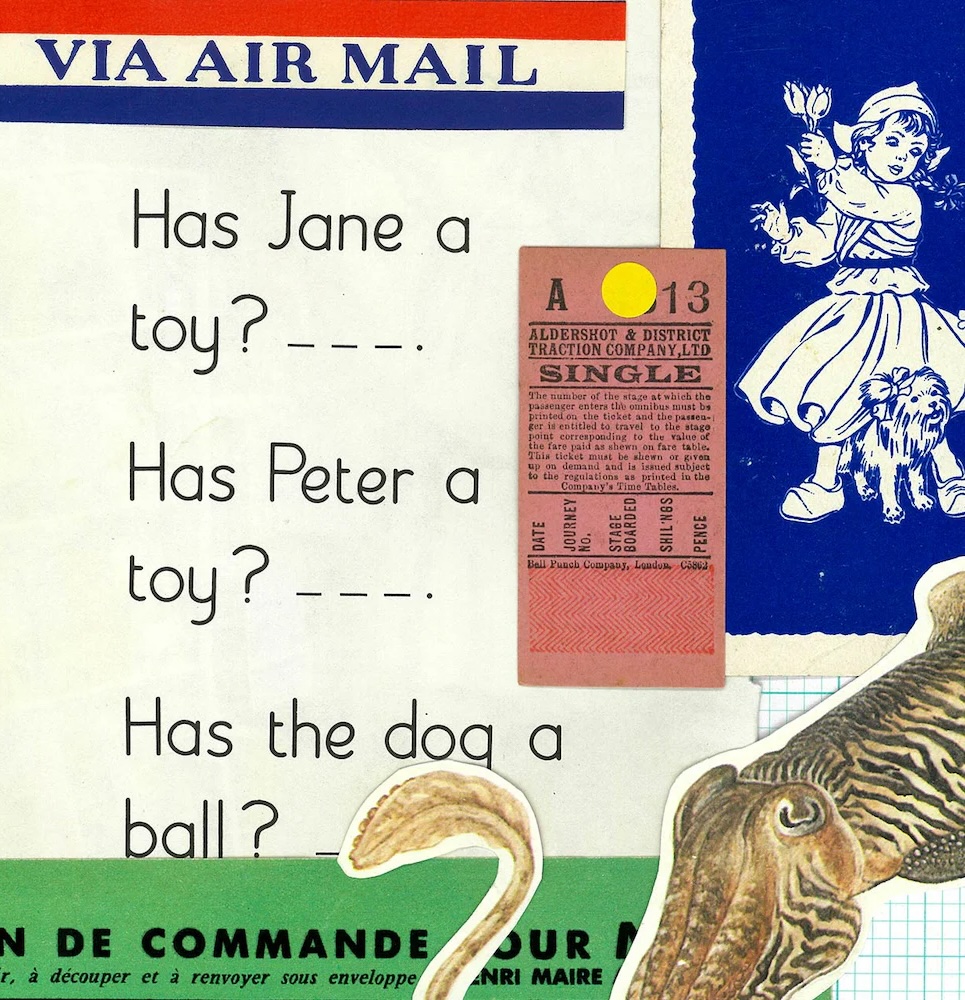 VIA AIR MAIL
Has Jane a
toy? _ _ _ .
Has Peter a
toy? _ _ _ .
Has the dog a
ball? _
A 13
ALDERSHOT & DISTRICT
TRACTION COMPANY, LTD
SINGLE
The number of the stage at which the
passenger enters the omnibus must be
printed on the ticket and the passen-
ger is entitled to travel to the stage
point corresponding to the value of
the fare paid as shewn on fare table.
This ticket must be shewn or given
up on demand and is issued subject
to the regulations as printed in the
Company's Time Tables.
DATE
JOURNEY NO.
STAGE BOARDED
SHIL'NGS
PENCE
Bell Punch Company, London. C5862
N DE COMMANDE OUR
r, à découper et à renvoyer sous enveloppe ENRI MAIRE